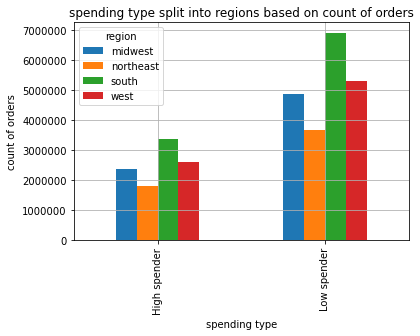 spending type split into regions based on count of orders
region
midwest
northeast
south
west
count of orders
7000000
6000000
5000000
4000000
3000000
2000000
1000000
0
High spender
Low spender
spending type